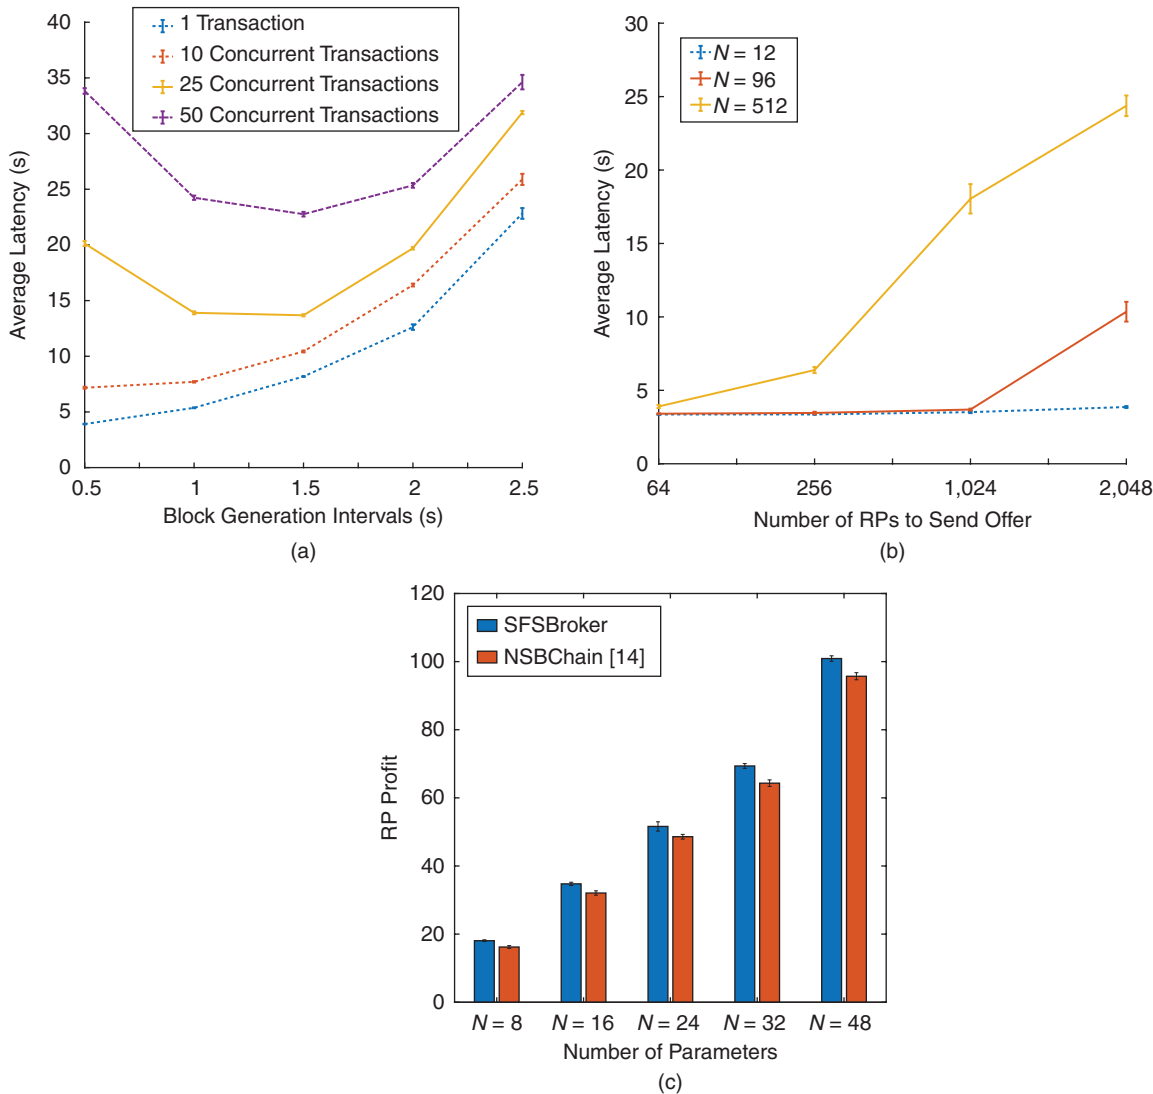 40
35
30
25
20
15
10
5
0
Average Latency (s)
1 Transaction
10 Concurrent Transactions
25 Concurrent Transactions
50 Concurrent Transactions
0.5 1 1.5 2 2.5
Block Generation Intervals (s)
(a)
30
25
20
15
10
5
0
Average Latency (s)
N = 12
N = 96
N = 512
64 256 1,024 2,048
Number of RPs to Send Offer
(b)
120
100
80
60
40
20
0
RP Profit
SFSBroker
NSBChain [14]
N = 8 N = 16 N = 24 N = 32 N = 48
Number of Parameters
(c)